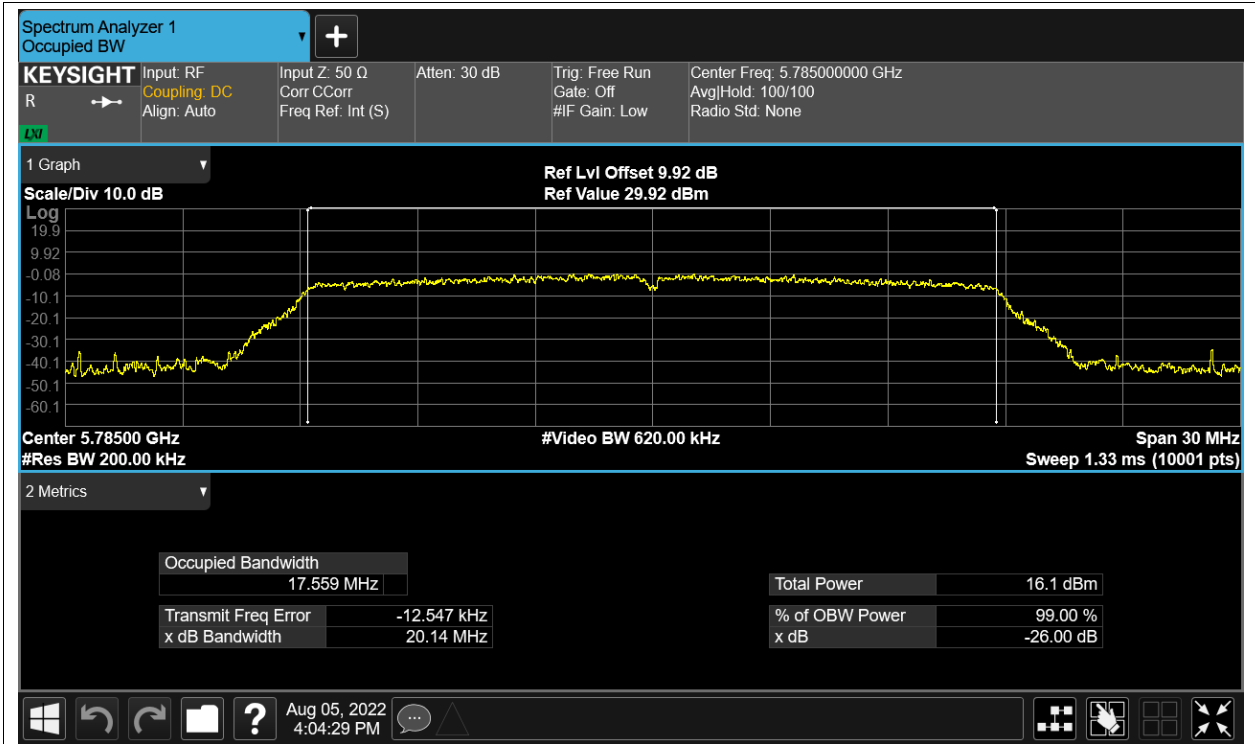 Spectrum Analyzer 1
Occupied BW
KEYSIGHT
R
LXI
Input: RF
Coupling: DC
Align: Auto
Input Z: 50 Ω
Corr CCorr
Freq Ref: Int (S)
Atten: 30 dB
Trig: Free Run
Gate: Off
#IF Gain: Low
Center Freq: 5.785000000 GHz
Avg|Hold: 100/100
Radio Std: None
1 Graph
Scale/Div 10.0 dB
Ref Lvl Offset 9.92 dB
Ref Value 29.92 dBm
Log
19.9
9.92
-0.08
-10.1
-20.1
-30.1
-40.1
-50.1
-60.1
Center 5.78500 GHz
#Video BW 620.00 kHz
Span 30 MHz
#Res BW 200.00 kHz
Sweep 1.33 ms (10001 pts)
2 Metrics
Occupied Bandwidth
17.559 MHz
Transmit Freq Error -12.547 kHz
x dB Bandwidth 20.14 MHz
Total Power 16.1 dBm
% of OBW Power 99.00 %
x dB -26.00 dB
?
Aug 05, 2022
4:04:29 PM